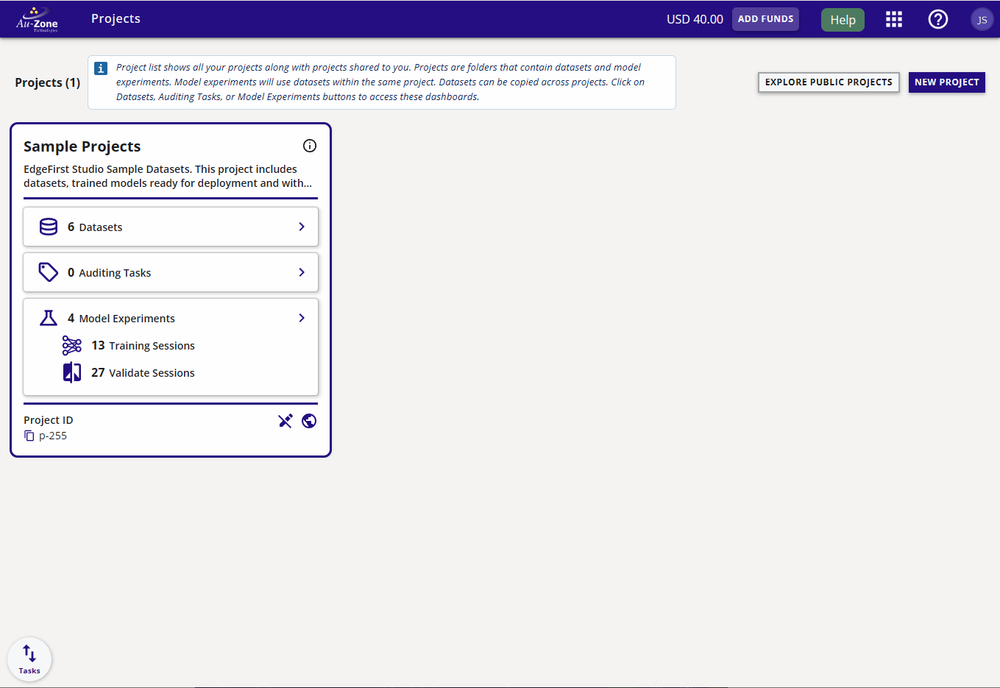 Au-Zone
Technologies
Projects
USD 40.00
ADD FUNDS
Help
JS
Projects (1)
Project list shows all your projects along with projects shared to you. Projects are folders that contain datasets and model
experiments. Model experiments will use datasets within the same project. Datasets can be copied across projects. Click on
Datasets, Auditing Tasks, or Model Experiments buttons to access these dashboards.
EXPLORE PUBLIC PROJECTS
NEW PROJECT
Sample Projects
EdgeFirst Studio Sample Datasets. This project includes
datasets, trained models ready for deployment and with...
6 Datasets
0 Auditing Tasks
4 Model Experiments
13 Training Sessions
27 Validate Sessions
Project ID
p-255
Tasks